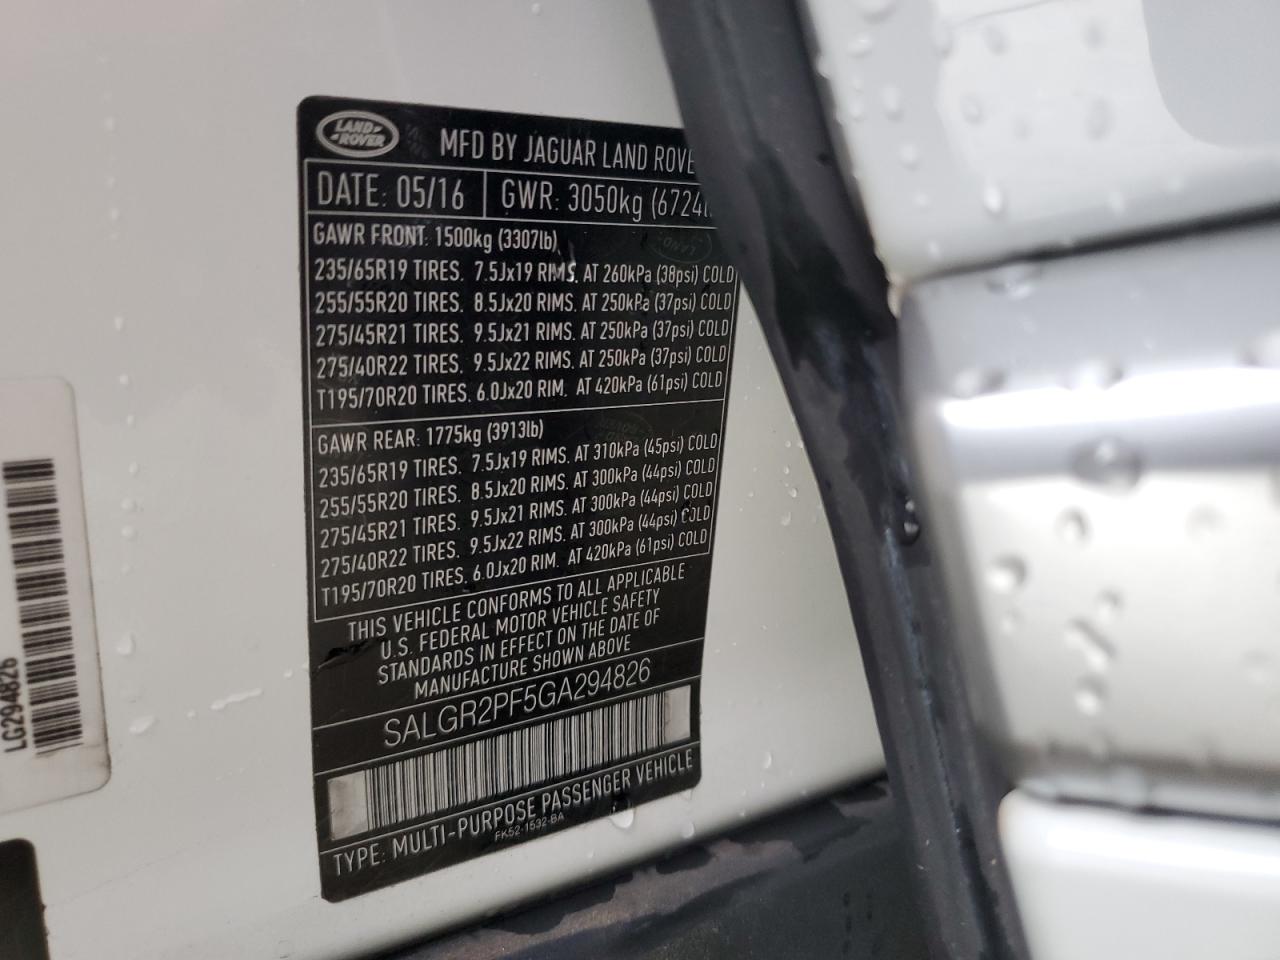 LAND
ROVER
MFD BY JAGUAR LAND ROVE
DATE: 05/16 GWR: 3050kg (6724
GAWR FRONT: 1500kg (3307lb)
235/65R19 TIRES. 7.5Jx19 RIMS. AT 260kPa (38psi) COLD
255/55R20 TIRES. 8.5Jx20 RIMS. AT 250kPa (37psi) COLD
275/45R21 TIRES. 9.5Jx21 RIMS. AT 250kPa (37psi) COLD
275/40R22 TIRES. 9.5Jx22 RIMS. AT 250kPa (37psi) COLD
T195/70R20 TIRES. 6.0Jx20 RIM. AT 420kPa (61psi) COLD
GAWR REAR: 1775kg (3913lb)
235/65R19 TIRES. 7.5Jx19 RIMS. AT 310kPa (45psi) COLD
255/55R20 TIRES. 8.5Jx20 RIMS. AT 300kPa (44psi) COLD
275/45R21 TIRES. 9.5Jx21 RIMS. AT 300kPa (44psi) COLD
275/40R22 TIRES. 9.5Jx22 RIMS. AT 300kPa (44psi) COLD
T195/70R20 TIRES. 6.0Jx20 RIM. AT 420kPa (61psi) COLD
THIS VEHICLE CONFORMS TO ALL APPLICABLE
U.S. FEDERAL MOTOR VEHICLE SAFETY
STANDARDS IN EFFECT ON THE DATE OF
MANUFACTURE SHOWN ABOVE
SALGR2PF5GA294826
TYPE: MULTI-PURPOSE PASSENGER VEHICLE
FK52-1532-BA
LG294826